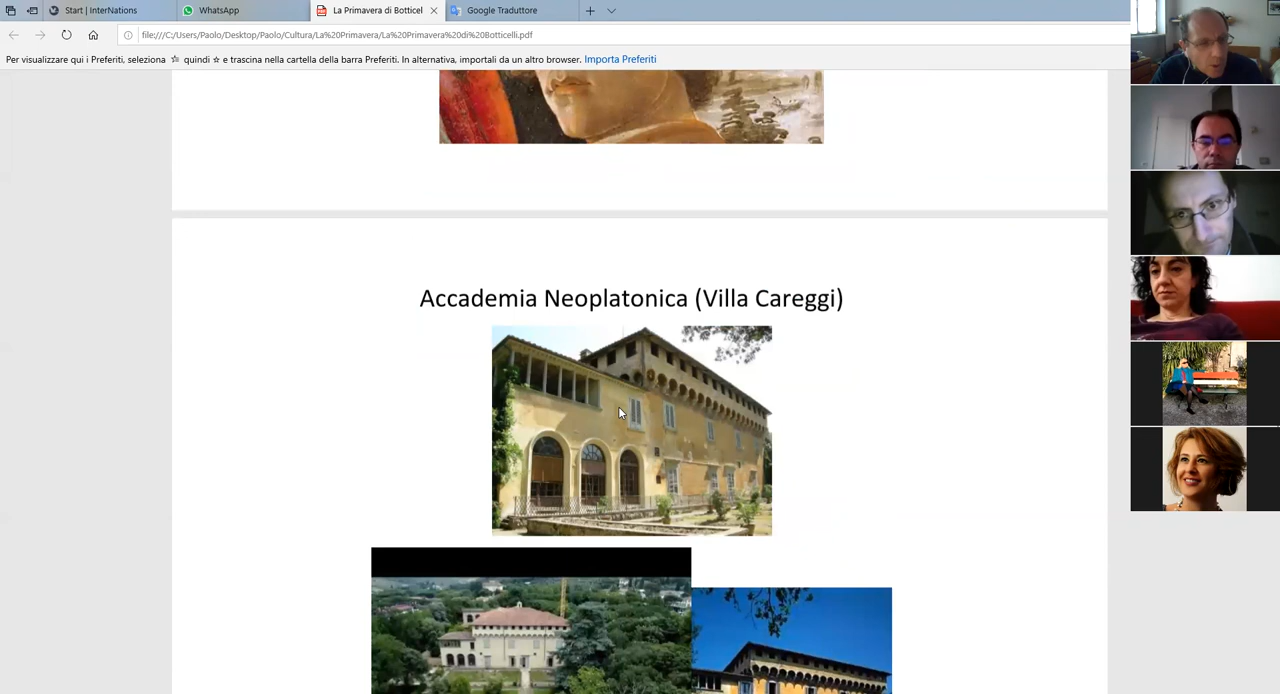 Start | InterNations
WhatsApp
La Primavera di Botticel
Google Traduttore
file:///C:/Users/Paolo/Desktop/Paolo/Cultura/La%20Primavera/La%20Primavera%20di%20Botticelli.pdf
Per visualizzare qui i Preferiti, seleziona ☆ quindi ☆ e trascina nella cartella della barra Preferiti. In alternativa, importali da un altro browser. Importa Preferiti
Accademia Neoplatonica (Villa Careggi)